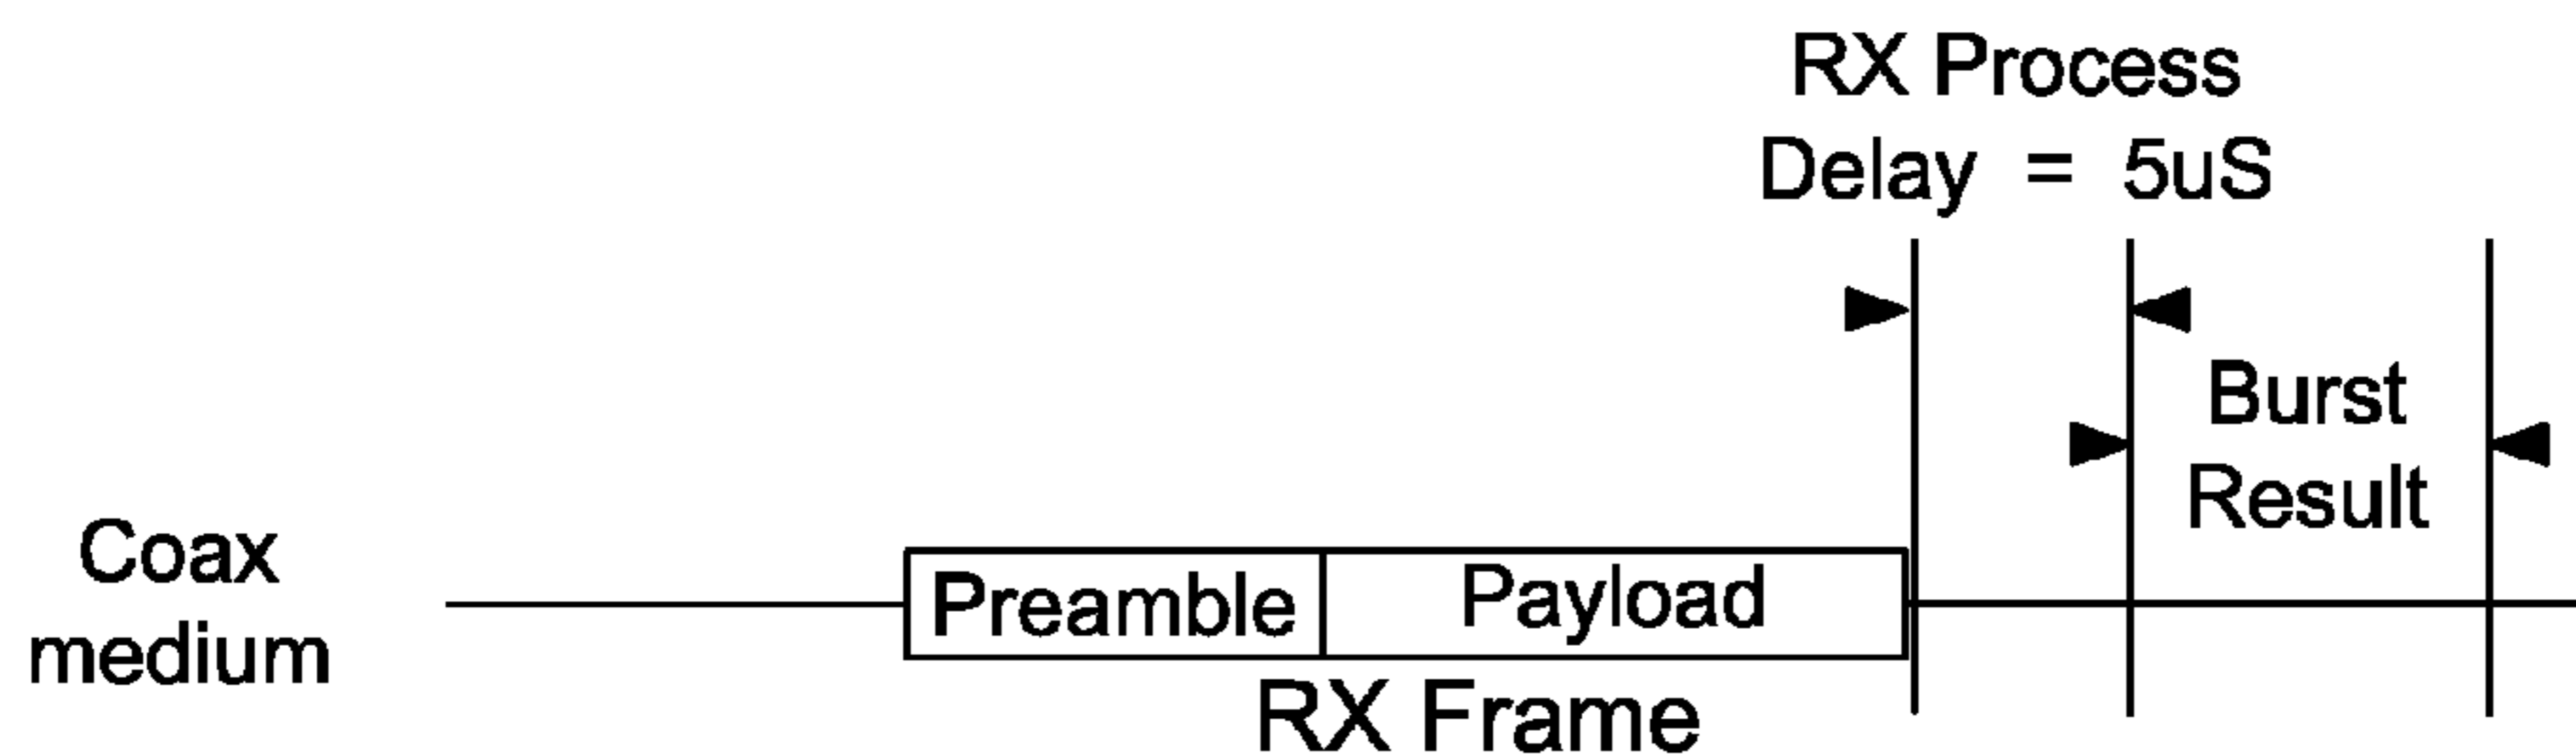 RX Process
Delay = 5uS
Burst
Result
Coax
medium
Preamble
Payload
RX Frame